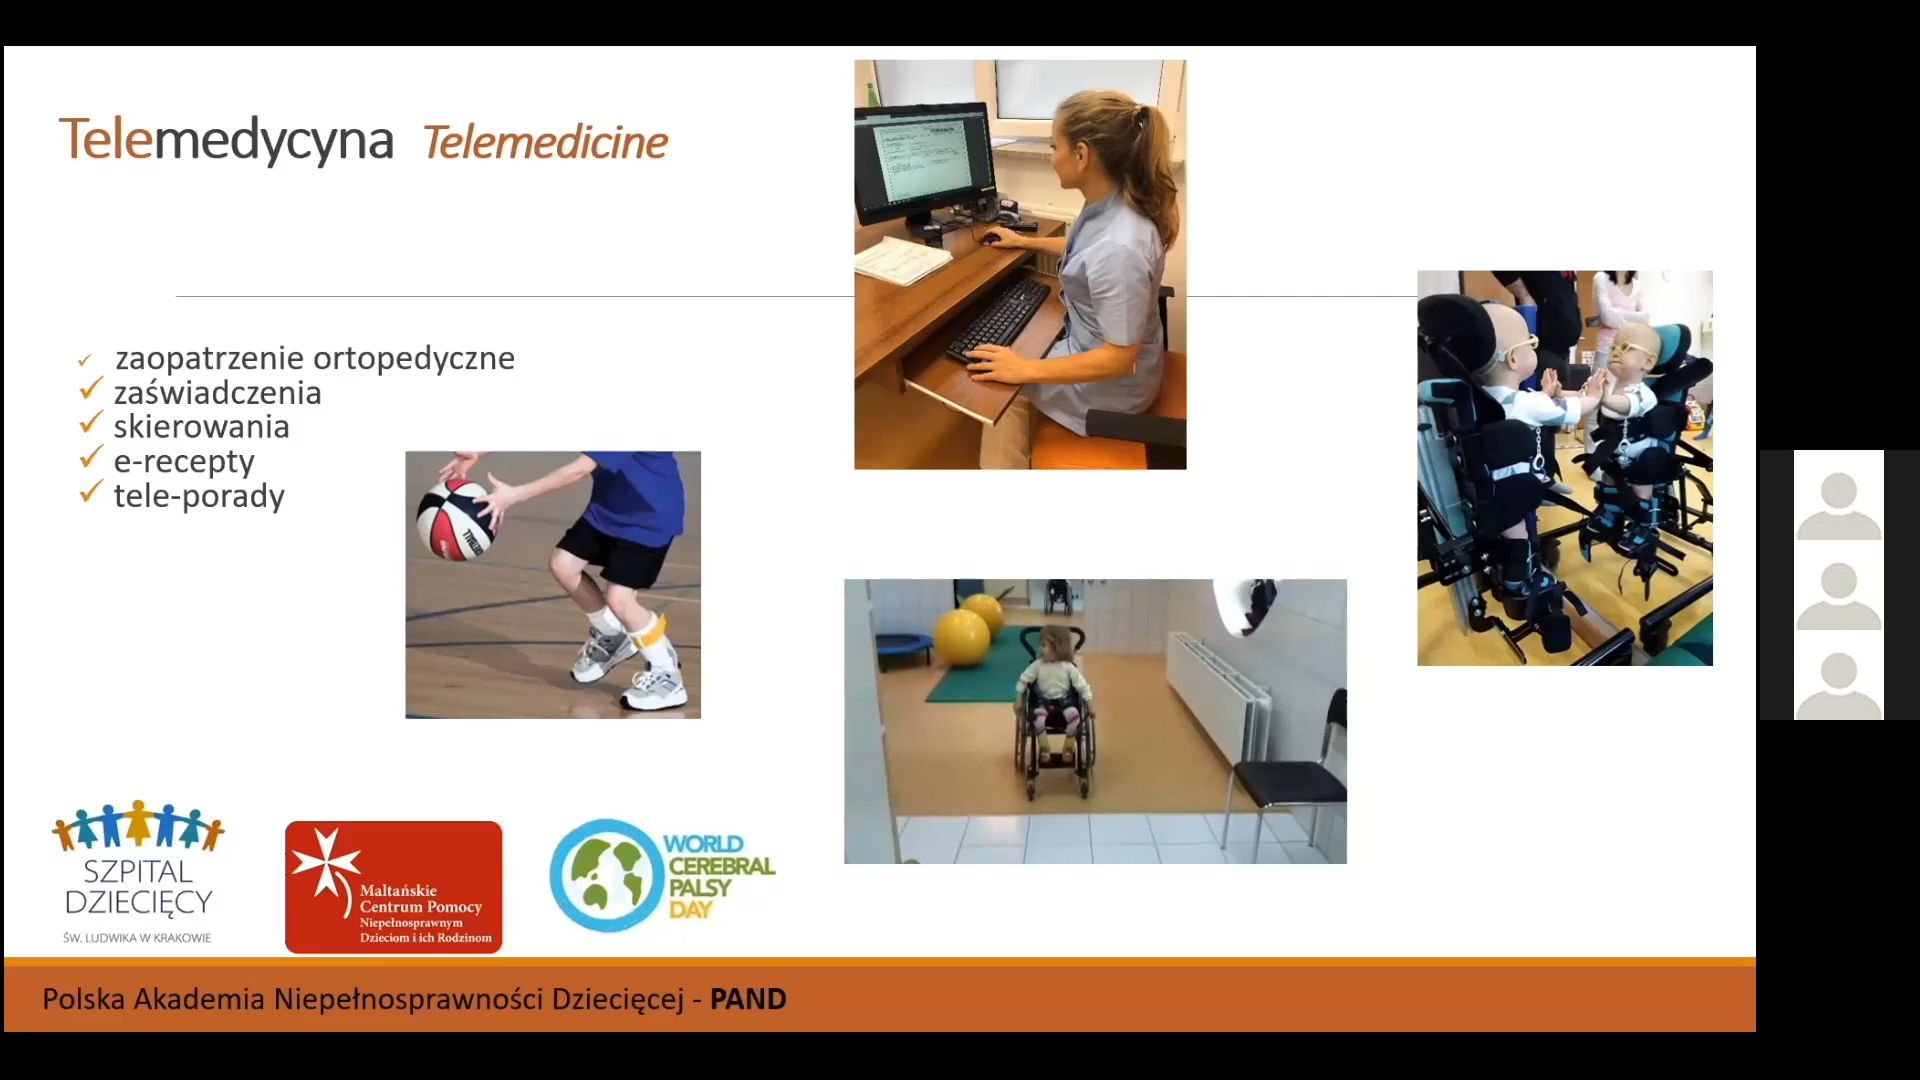 Telemedycyna Telemedicine
zaopatrzenie ortopedyczne
zaświadczenia
skierowania
e-recepty
tele-porady
SZPITAL
DZIECIĘCY
ŚW. LUDWIKA W KRAKOWIE
Maltańskie
Centrum Pomocy
Niepełnosprawnym
Dzieciom i ich Rodzinom
WORLD
CEREBRAL
PALSY
DAY
Polska Akademia Niepełnosprawności Dziecięcej - PAND